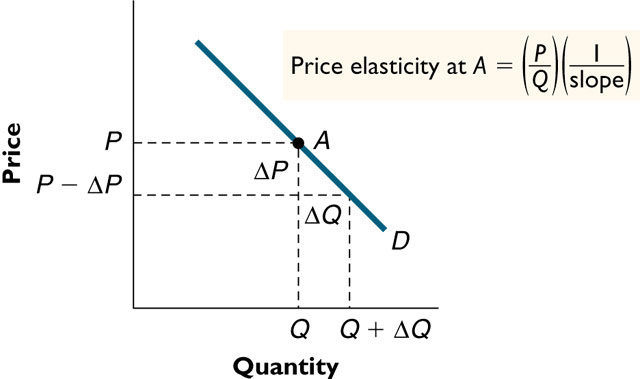 Price elasticity at A = (P/Q)(1/slope)
P
A
ΔP
P − ΔP
ΔQ
D
Q
Q + ΔQ
Price
Quantity